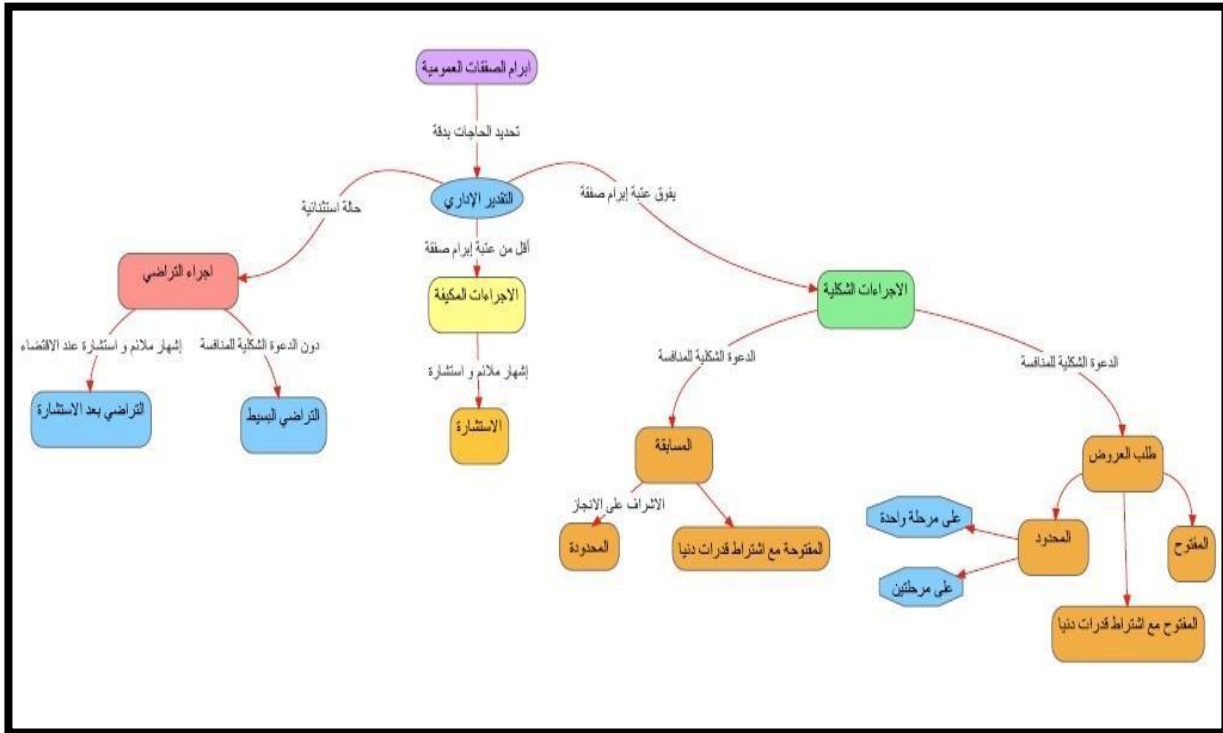 ابرام الصفقات العمومية
تحديد الحاجات بدقة
التقدير الإداري
يفوق عتبة إبرام صفقة
حالة استثنائية
أقل من عتبة إبرام صفقة
اجراء التراضي
الاجراءات المكيفة
الاجراءات الشكلية
دون الدعوة الشكلية للمنافسة
إشهار ملائم و استشارة عند الاقتضاء
إشهار ملائم و استشارة
الدعوة الشكلية للمنافسة
الدعوة الشكلية للمنافسة
التراضي البسيط
التراضي بعد الاستشارة
الاستشارة
المسابقة
طلب العروض
الاشراف على الانجاز
على مرحلة واحدة
المفتوح
المحدود
المفتوحة مع اشتراط قدرات دنيا
المحدودة
على مرحلتين
المفتوح مع اشتراط قدرات دنيا